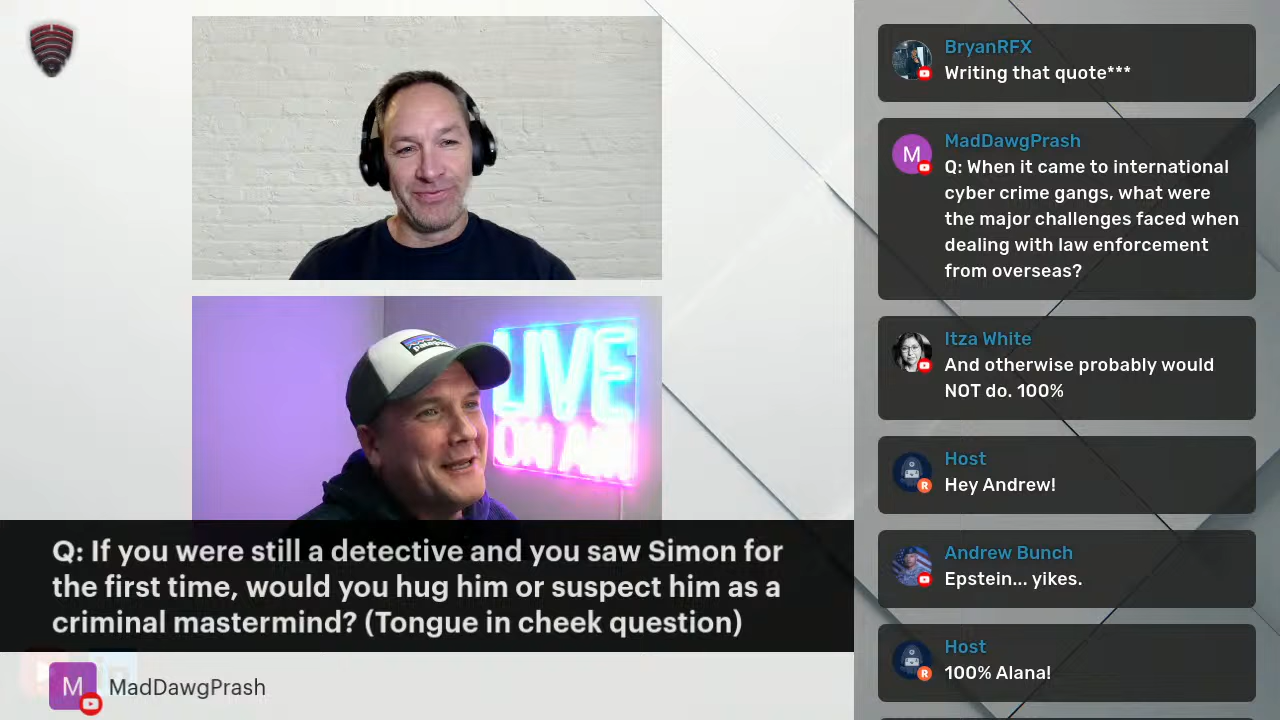 LIVE
ON AIR
Q: If you were still a detective and you saw Simon for
the first time, would you hug him or suspect him as a
criminal mastermind? (Tongue in cheek question)
M
MadDawgPrash
BryanRFX
Writing that quote***
M
MadDawgPrash
Q: When it came to international
cyber crime gangs, what were
the major challenges faced when
dealing with law enforcement
from overseas?
Itza White
And otherwise probably would
NOT do. 100%
Host
R
Hey Andrew!
Andrew Bunch
Epstein... yikes.
Host
R
100% Alana!